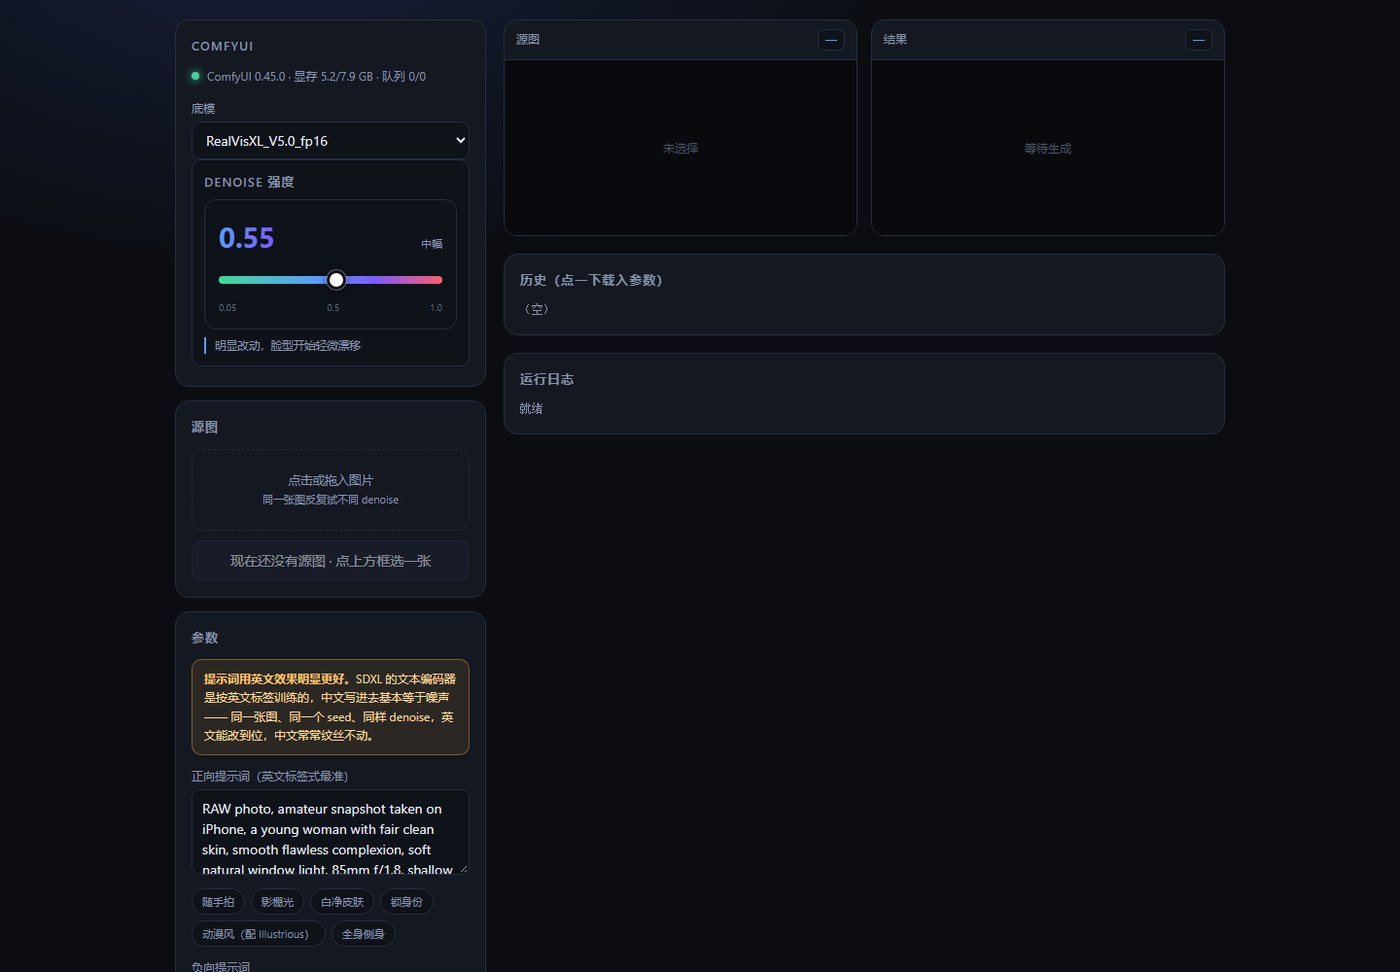 COMFYUI
ComfyUI 0.45.0 · 显存 5.2/7.9 GB · 队列 0/0
底模
RealVisXL_V5.0_fp16
DENOISE 强度
0.55
中幅
0.05
0.5
1.0
明显改动，脸型开始轻微漂移
源图
点击或拖入图片
同一张图反复试不同 denoise
现在还没有源图 · 点上方框选一张
参数
提示词用英文效果明显更好。SDXL 的文本编码器
是按英文标签训练的，中文写进去基本等于噪声
—— 同一张图、同一个 seed、同样 denoise，英
文能改到位，中文常常纹丝不动。
正向提示词（英文标签式最准）
RAW photo, amateur snapshot taken on
iPhone, a young woman with fair clean
skin, smooth flawless complexion, soft
natural window light, 85mm f/1.8, shallow
随手拍
影棚光
白净皮肤
锁身份
动漫风（配 Illustrious）
全身侧身
负向提示词
源图
—
未选择
结果
—
等待生成
历史（点一下载入参数）
（空）
运行日志
就绪